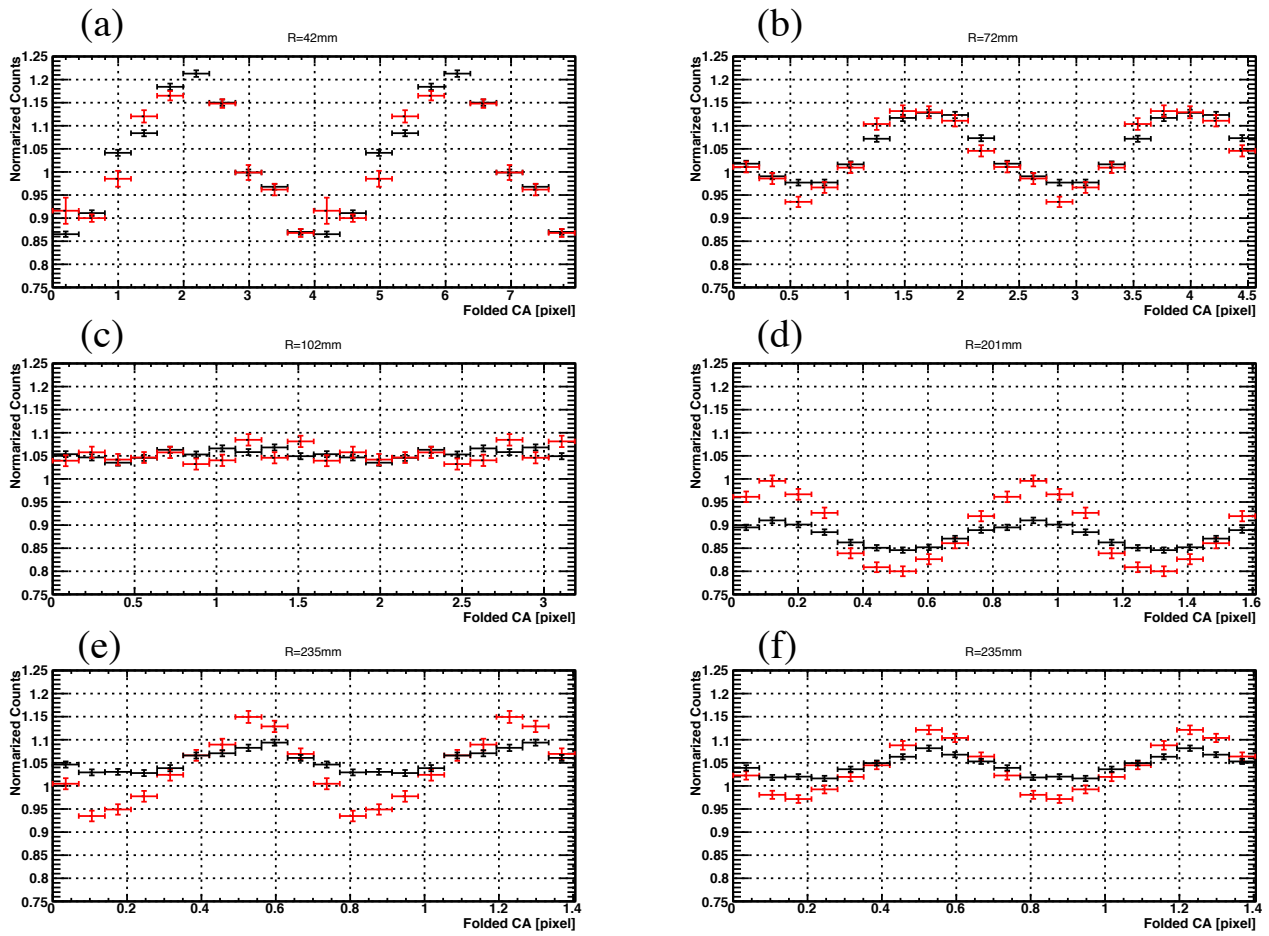 (a)
R=42mm
Normarized Counts
1.25
1.2
1.15
1.1
1.05
1
0.95
0.9
0.85
0.8
0.75
0 1 2 3 4 5 6 7
Folded CA [pixel]
(b)
R=72mm
Normarized Counts
1.25
1.2
1.15
1.1
1.05
1
0.95
0.9
0.85
0.8
0.75
0 0.5 1 1.5 2 2.5 3 3.5 4 4.5
Folded CA [pixel]
(c)
R=102mm
Normarized Counts
1.25
1.2
1.15
1.1
1.05
1
0.95
0.9
0.85
0.8
0.75
0 0.5 1 1.5 2 2.5 3
Folded CA [pixel]
(d)
R=201mm
Normarized Counts
1.25
1.2
1.15
1.1
1.05
1
0.95
0.9
0.85
0.8
0.75
0 0.2 0.4 0.6 0.8 1 1.2 1.4 1.6
Folded CA [pixel]
(e)
R=235mm
Normarized Counts
1.25
1.2
1.15
1.1
1.05
1
0.95
0.9
0.85
0.8
0.75
0 0.2 0.4 0.6 0.8 1 1.2 1.4
Folded CA [pixel]
(f)
R=235mm
Normarized Counts
1.25
1.2
1.15
1.1
1.05
1
0.95
0.9
0.85
0.8
0.75
0 0.2 0.4 0.6 0.8 1 1.2 1.4
Folded CA [pixel]